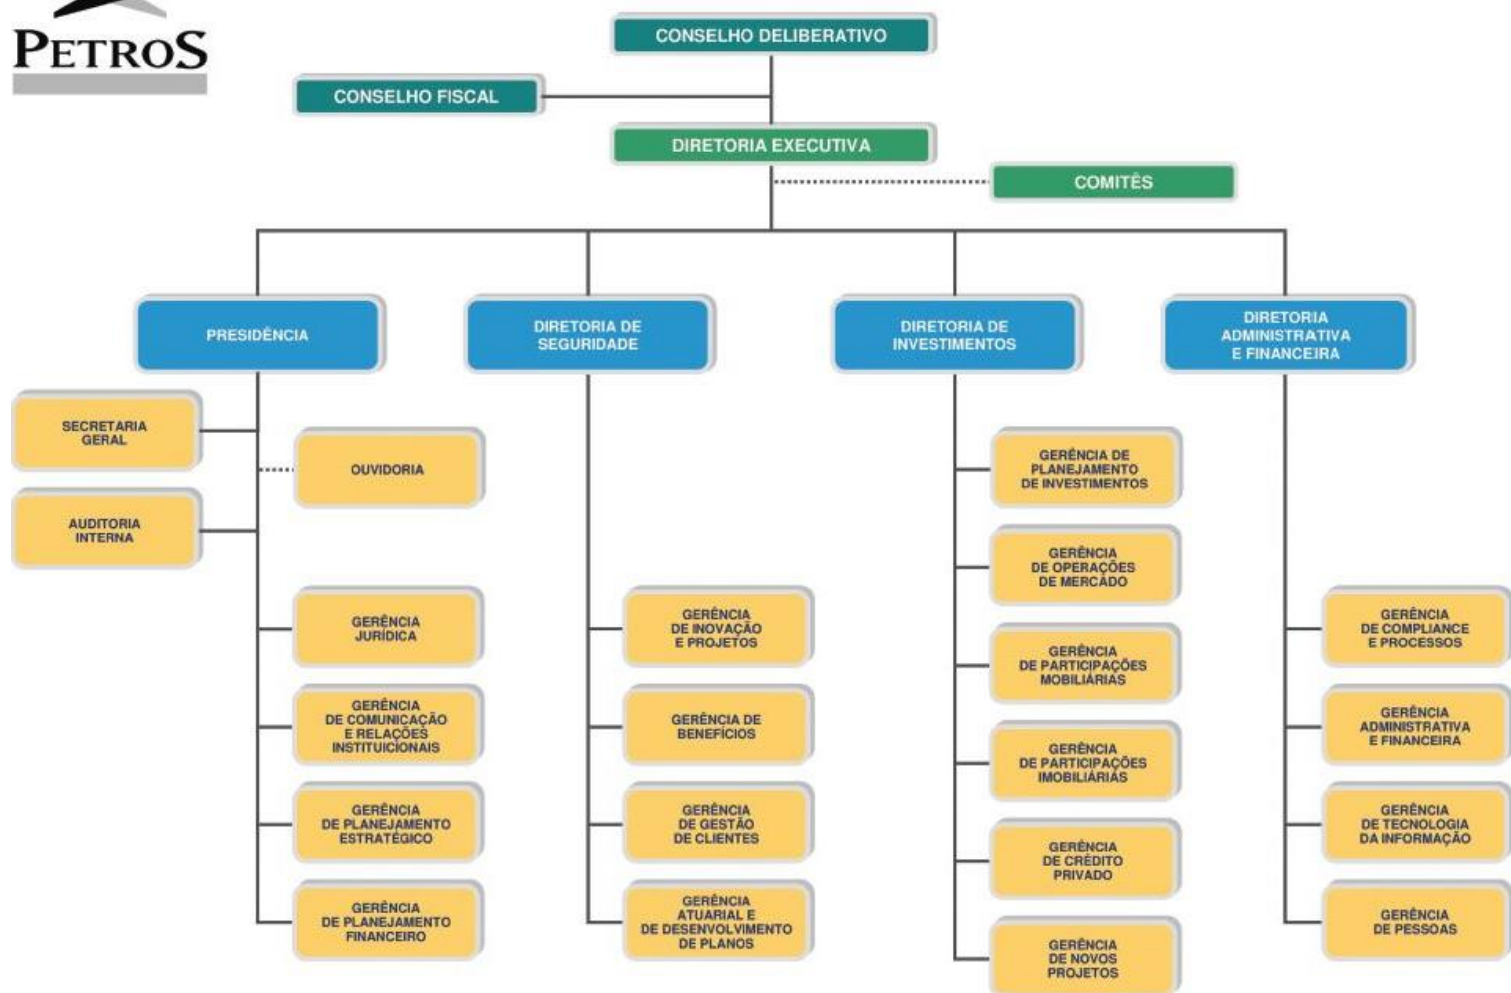 PETROS
CONSELHO DELIBERATIVO
CONSELHO FISCAL
DIRETORIA EXECUTIVA
COMITÊS
PRESIDÊNCIA
DIRETORIA DE
SEGURIDADE
DIRETORIA DE
INVESTIMENTOS
DIRETORIA
ADMINISTRATIVA
E FINANCEIRA
SECRETARIA
GERAL
OUVIDORIA
AUDITORIA
INTERNA
GERÊNCIA
JURÍDICA
GERÊNCIA
DE COMUNICAÇÃO
E RELAÇÕES
INSTITUICIONAIS
GERÊNCIA
DE PLANEJAMENTO
ESTRATÉGICO
GERÊNCIA
DE PLANEJAMENTO
FINANCEIRO
GERÊNCIA
DE INOVAÇÃO
E PROJETOS
GERÊNCIA DE
BENEFÍCIOS
GERÊNCIA
DE GESTÃO
DE CLIENTES
GERÊNCIA
ATUARIAL E
DE DESENVOLVIMENTO
DE PLANOS
GERÊNCIA DE
PLANEJAMENTO
DE INVESTIMENTOS
GERÊNCIA
DE OPERAÇÕES
DE MERCADO
GERÊNCIA
DE PARTICIPAÇÕES
MOBILIÁRIAS
GERÊNCIA
DE PARTICIPAÇÕES
IMOBILIÁRIAS
GERÊNCIA
DE CRÉDITO
PRIVADO
GERÊNCIA
DE NOVOS
PROJETOS
GERÊNCIA
DE COMPLIANCE
E PROCESSOS
GERÊNCIA
ADMINISTRATIVA
E FINANCEIRA
GERÊNCIA
DE TECNOLOGIA
DA INFORMAÇÃO
GERÊNCIA
DE PESSOAS